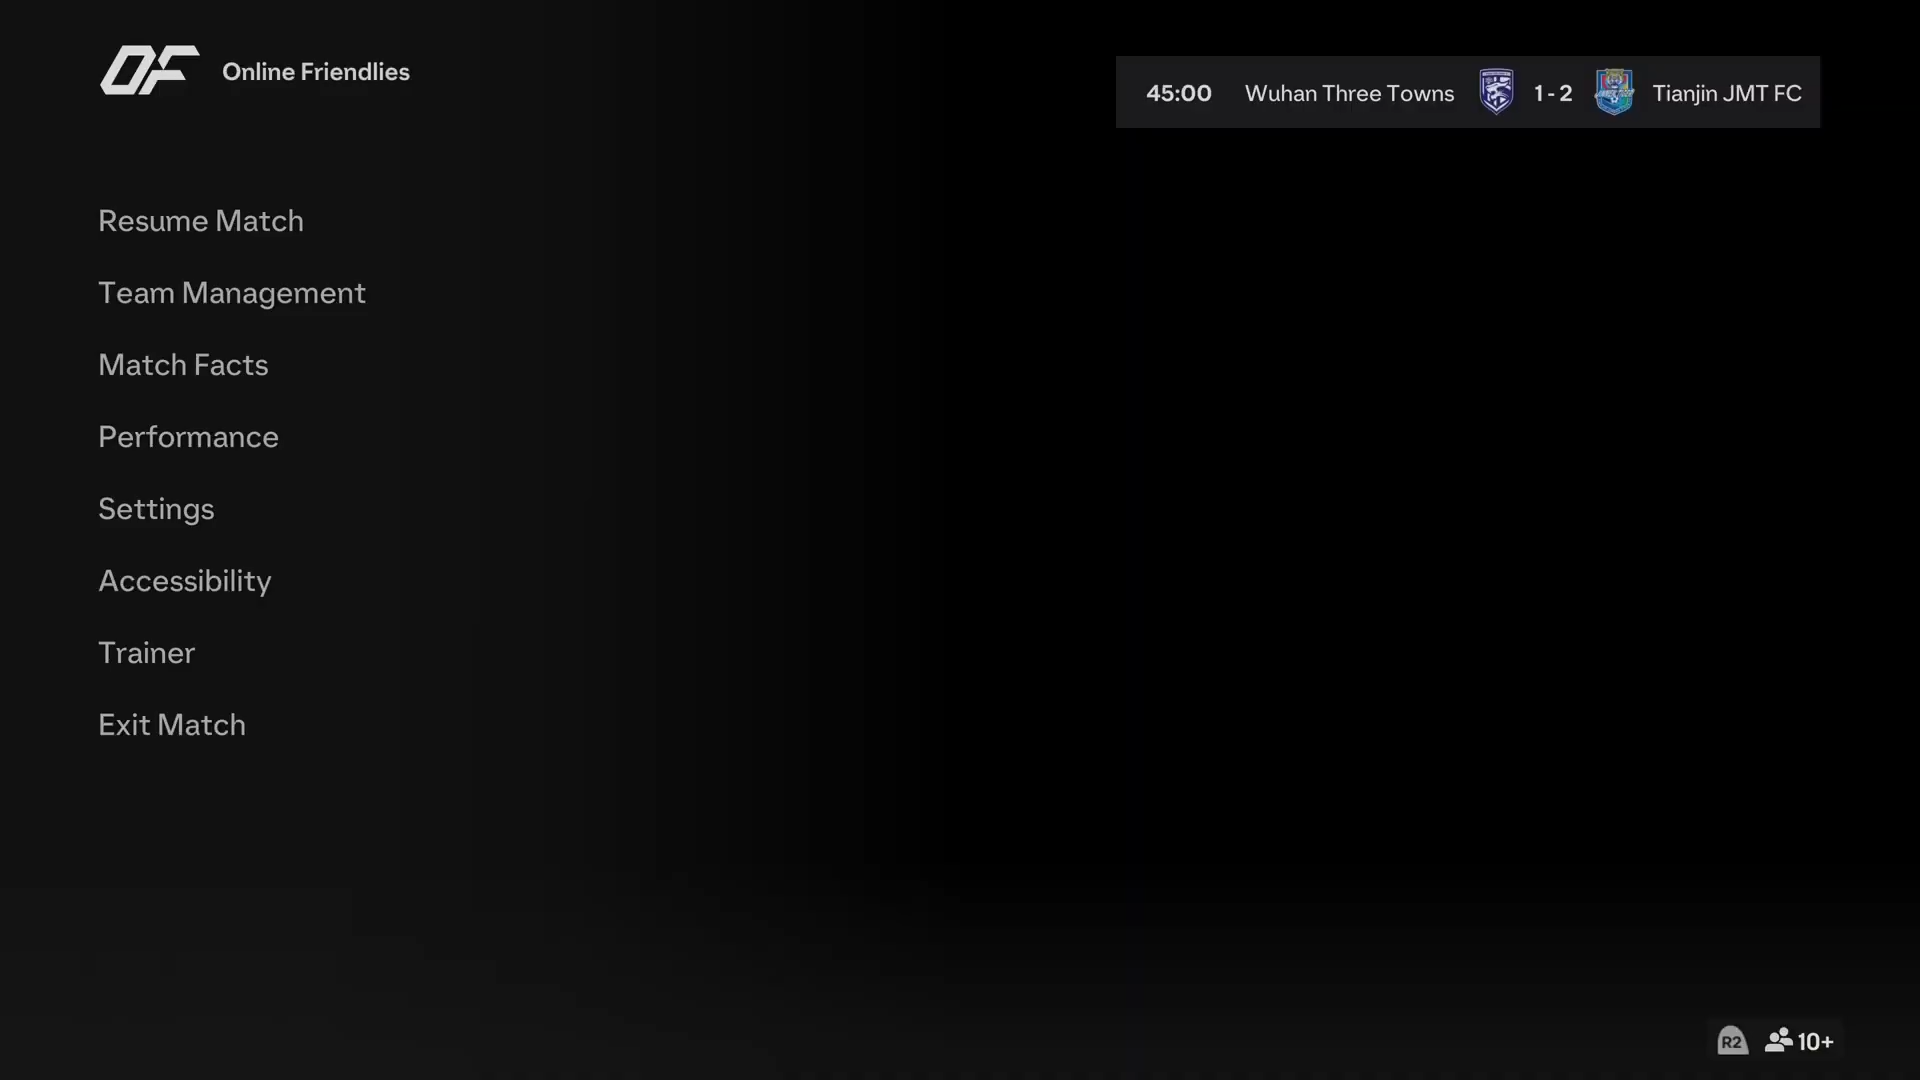 OF Online Friendlies
45:00 Wuhan Three Towns 1 - 2 Tianjin JMT FC
Resume Match
Team Management
Match Facts
Performance
Settings
Accessibility
Trainer
Exit Match
R2 10+